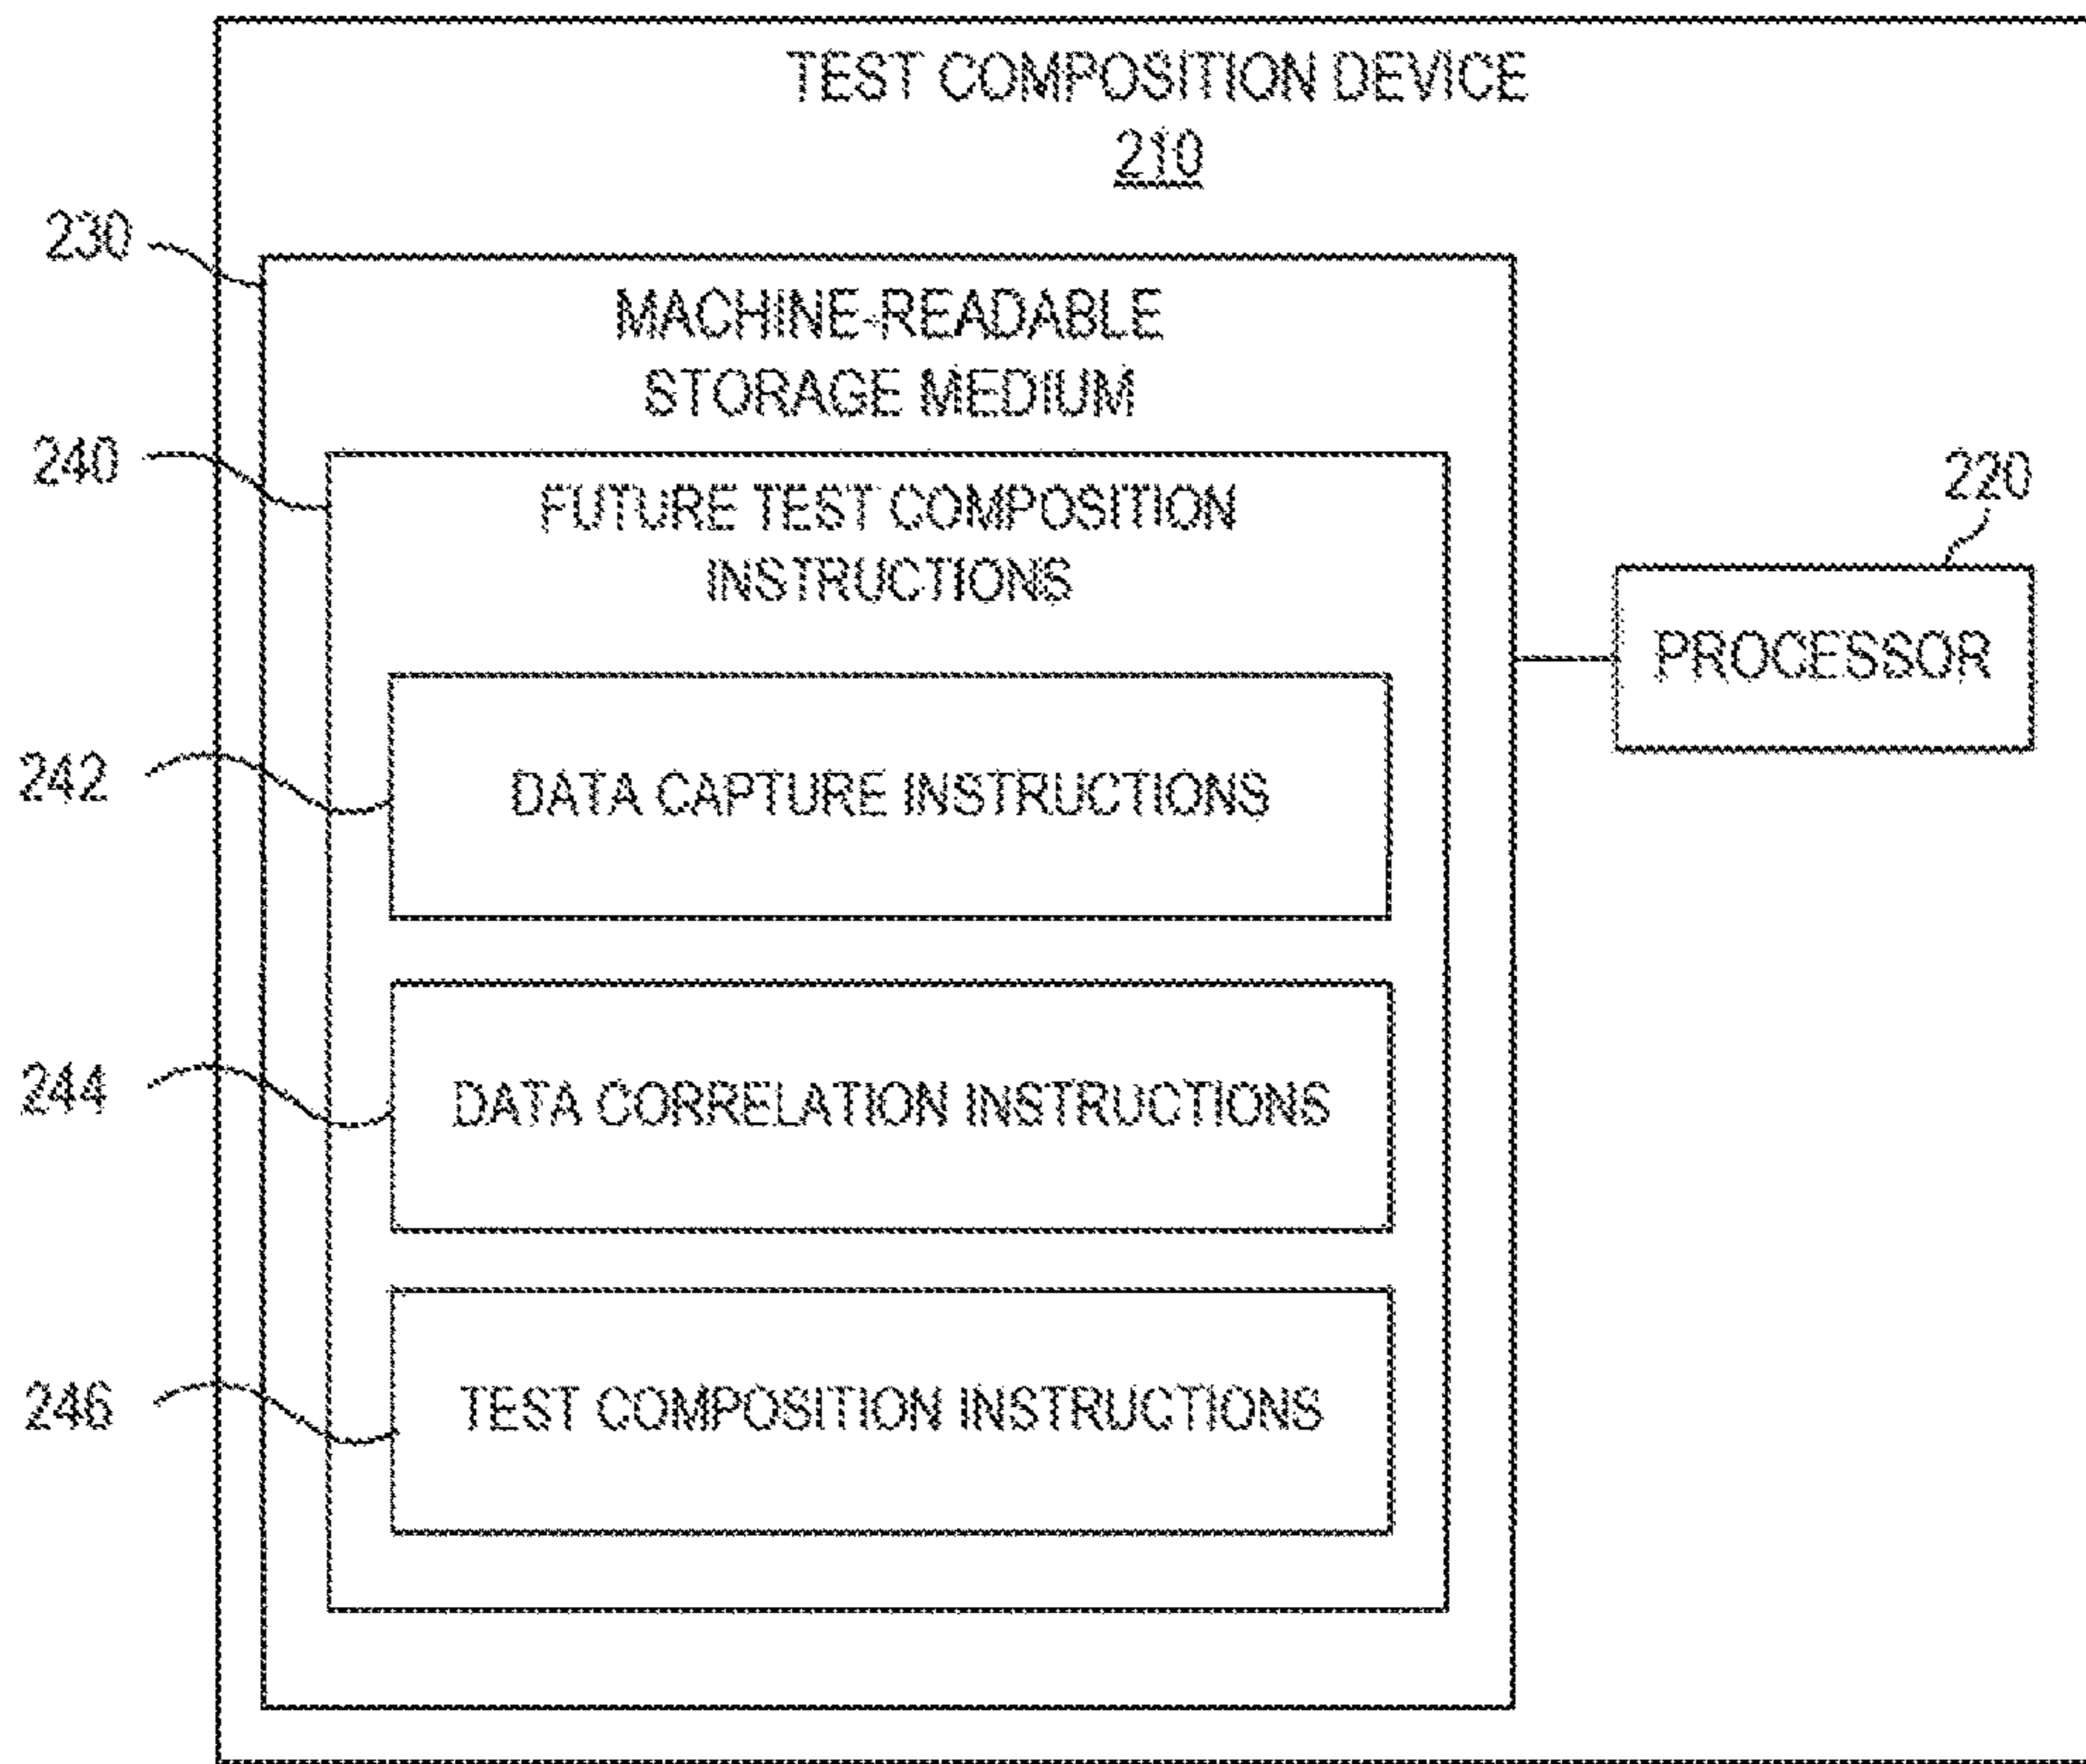 TEST COMPOSITION DEVICE
210
230
MACHINE-READABLE
STORAGE MEDIUM
240
FUTURE TEST COMPOSITION
INSTRUCTIONS
220
PROCESSOR
242
DATA CAPTURE INSTRUCTIONS
244
DATA CORRELATION INSTRUCTIONS
246
TEST COMPOSITION INSTRUCTIONS